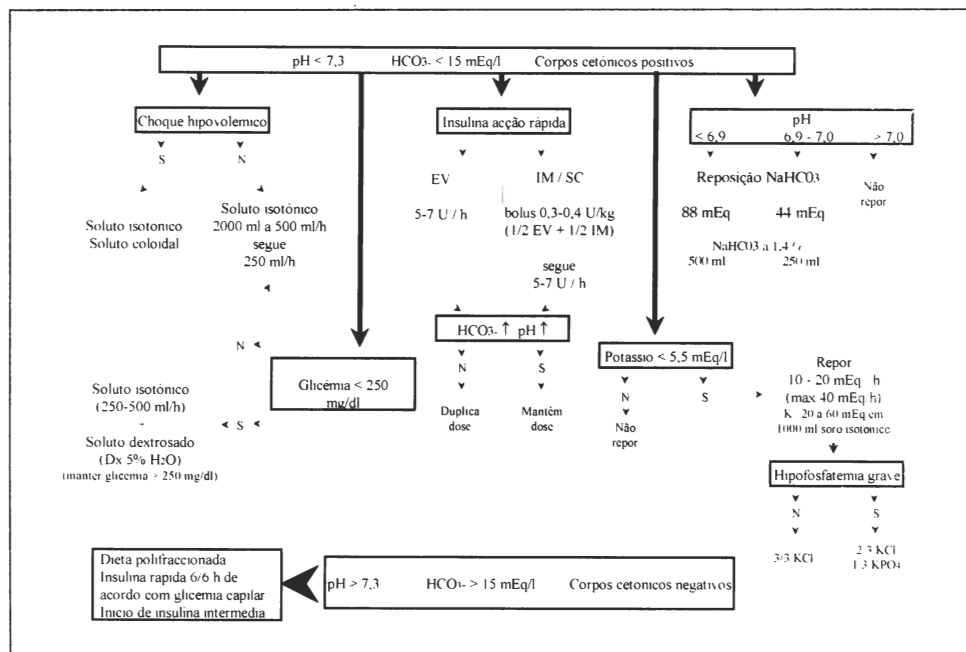 pH < 7,3 HCO3- < 15 mEq/l Corpos cetónicos positivos
Choque hipovolemico
S N
Soluto isotonico
Soluto coloidal
Soluto isotónico
2000 ml a 500 ml/h
segue
250 ml/h
Insulina acção rápida
EV IM / SC
5-7 U / h
bolus 0,3-0,4 U/kg
(1/2 EV + 1/2 IM)
segue
5-7 U / h
HCO3- ↑ pH ↑
N S
Duplica
dose
Mantêm
dose
pH
< 6,9 6,9 - 7,0 > 7,0
Reposição NaHCO3
Não
repor
88 mEq 44 mEq
NaHCO3 a 1,4
500 ml 250 ml
N
Glicémia < 250
mg/dl
S
Soluto isotónico
(250-500 ml/h)
Soluto dextrosado
(Dx 5% H2O)
(manter glicemia > 250 mg/dl)
Potássio < 5,5 mEq/l
N S
Não
repor
Repor
10 - 20 mEq h
(max 40 mEq/h)
K 20 a 60 mEq em
1000 ml soro isotonico
Hipofosfatemia grave
N S
3/3 KCl
2/3 KCl
1/3 KPO4
Dieta polifraccionada
Insulina rapida 6/6 h de
acordo com glicemia capilar
Inicio de insulina intermedia
pH > 7,3 HCO3- > 15 mEq/l Corpos cetonicos negativos